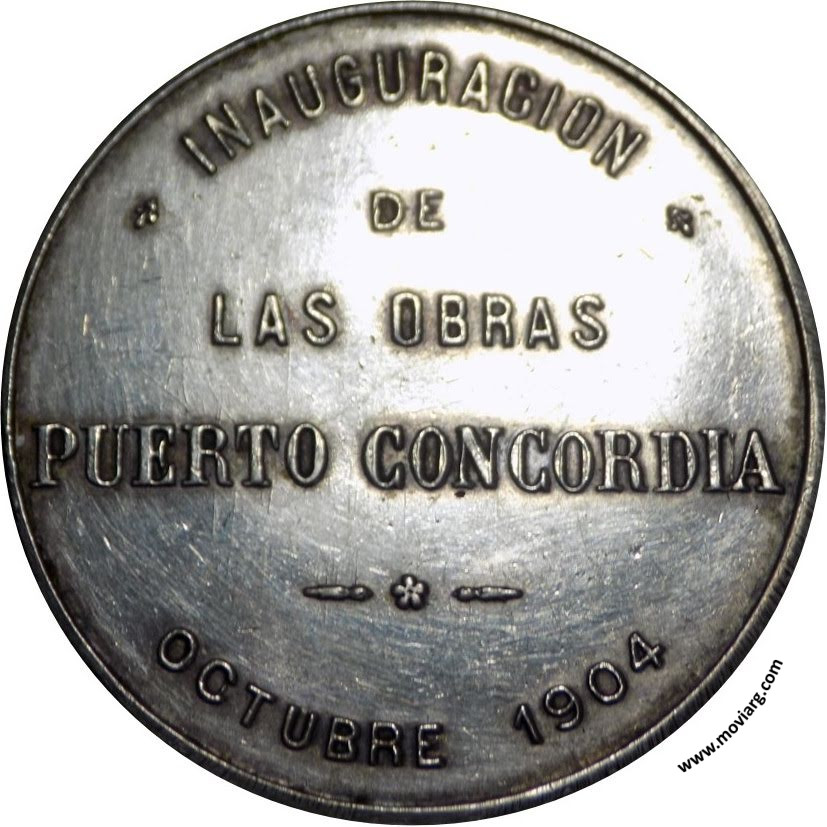 INAUGURACION
DE
LAS OBRAS
PUERTO CONCORDIA
OCTUBRE 1904
www.moviarg.com